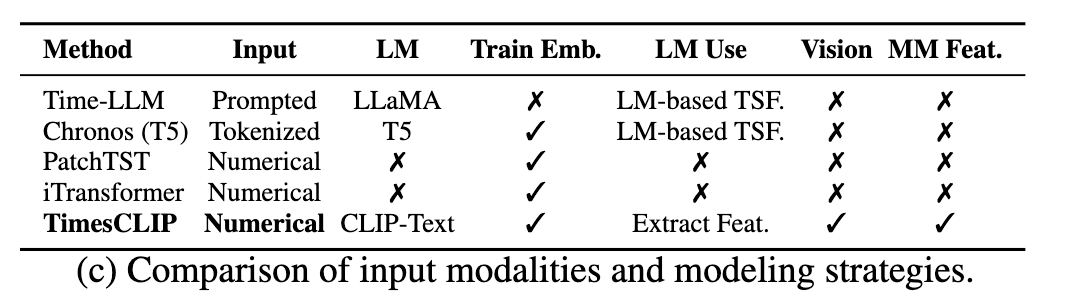 Method Input LM Train Emb. LM Use Vision MM Feat.
Time-LLM Prompted LLaMA ✗ LM-based TSF. ✗ ✗
Chronos (T5) Tokenized T5 ✓ LM-based TSF. ✗ ✗
PatchTST Numerical ✗ ✓ ✗ ✗ ✗
iTransformer Numerical ✗ ✓ ✗ ✗ ✗
TimesCLIP Numerical CLIP-Text ✓ Extract Feat. ✓ ✓
(c) Comparison of input modalities and modeling strategies.